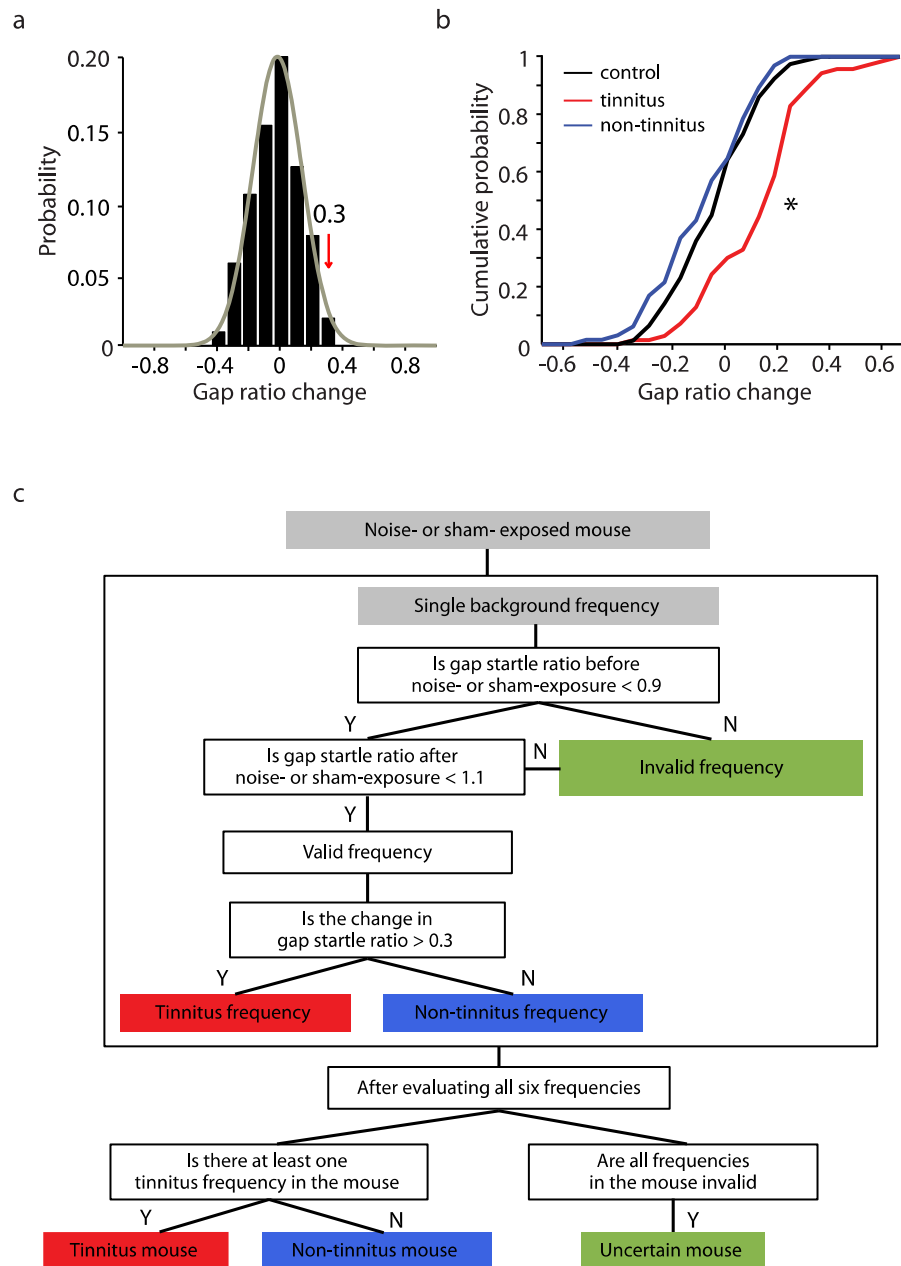 a
0.20
0.15
0.10
0.05
0
Probability
0.3
-0.8 -0.4 0 0.4 0.8
Gap ratio change
b
1
0.8
0.6
0.4
0.2
0
Cumulative probability
control
tinnitus
non-tinnitus
*
-0.6 -0.4 -0.2 0 0.2 0.4 0.6
Gap ratio change
c
Noise- or sham- exposed mouse
Single background frequency
Is gap startle ratio before
noise- or sham-exposure < 0.9
Y N
Is gap startle ratio after
noise- or sham-exposure < 1.1
N
Invalid frequency
Y
Valid frequency
Is the change in
gap startle ratio > 0.3
Y N
Tinnitus frequency
Non-tinnitus frequency
After evaluating all six frequencies
Is there at least one
tinnitus frequency in the mouse
Are all frequencies
in the mouse invalid
Y N Y
Tinnitus mouse
Non-tinnitus mouse
Uncertain mouse